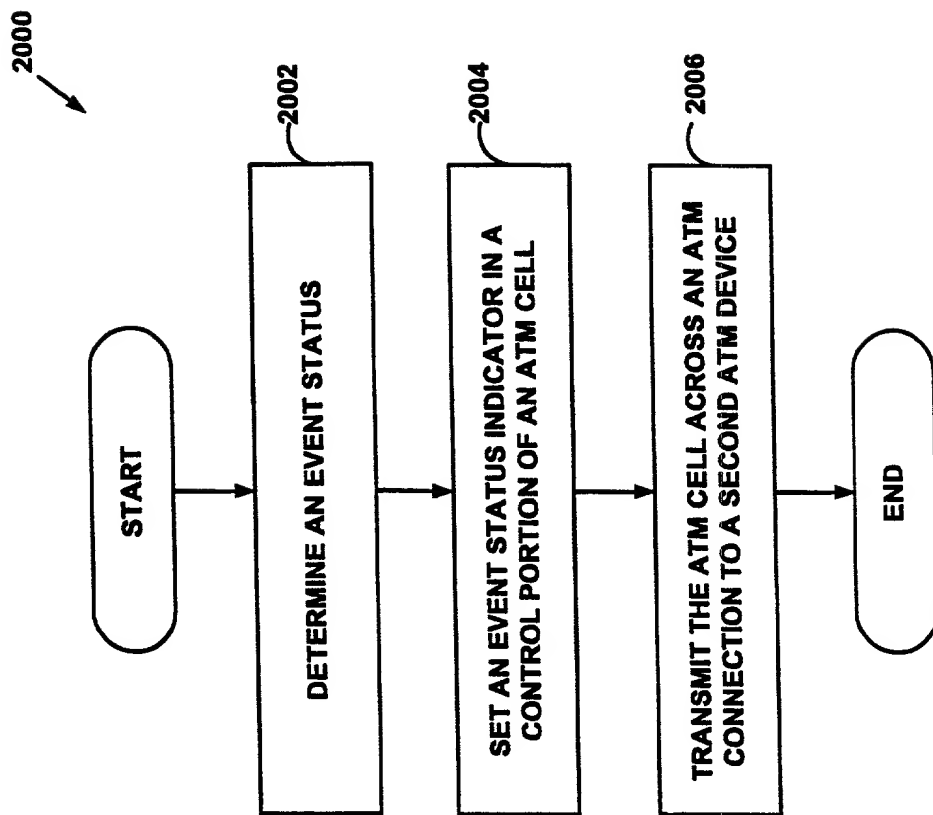 2000
START
DETERMINE AN EVENT STATUS
2002
SET AN EVENT STATUS INDICATOR IN A
CONTROL PORTION OF AN ATM CELL
2004
TRANSMIT THE ATM CELL ACROSS AN ATM
CONNECTION TO A SECOND ATM DEVICE
2006
END